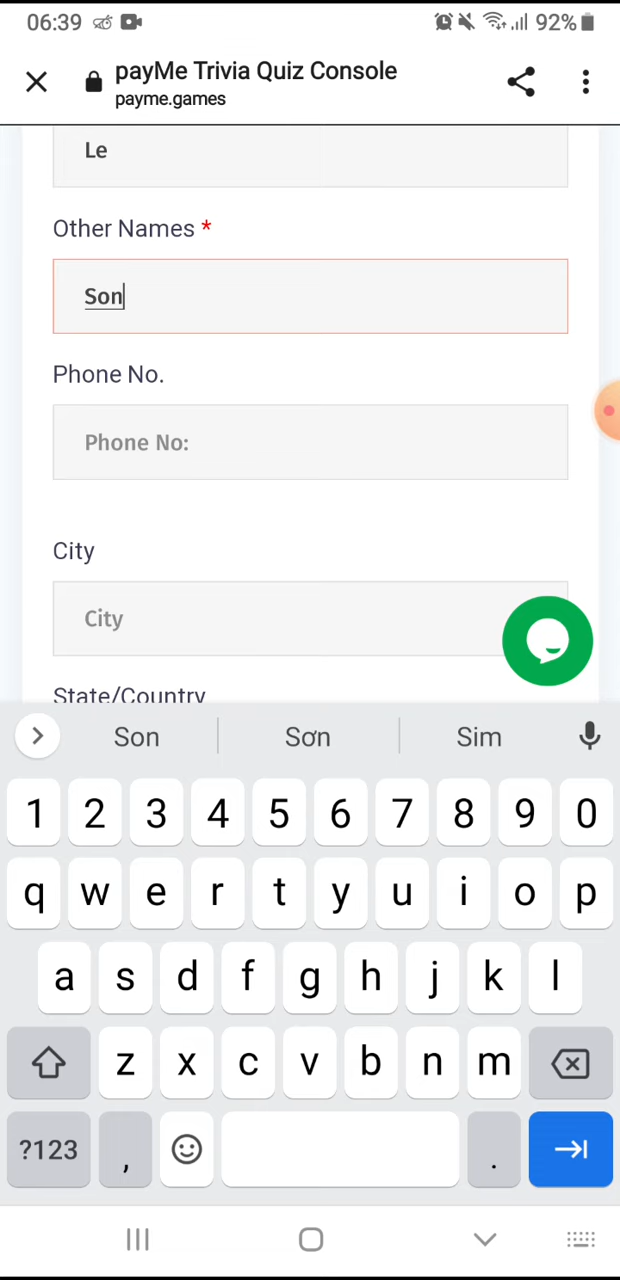 06:39 92%
payMe Trivia Quiz Console
payme.games
Le
Other Names *
Son
Phone No.
Phone No:
City
City
State/Country
Son Sơn Sim
1 2 3 4 5 6 7 8 9 0
q w e r t y u i o p
a s d f g h j k l
z x c v b n m
?123 , .